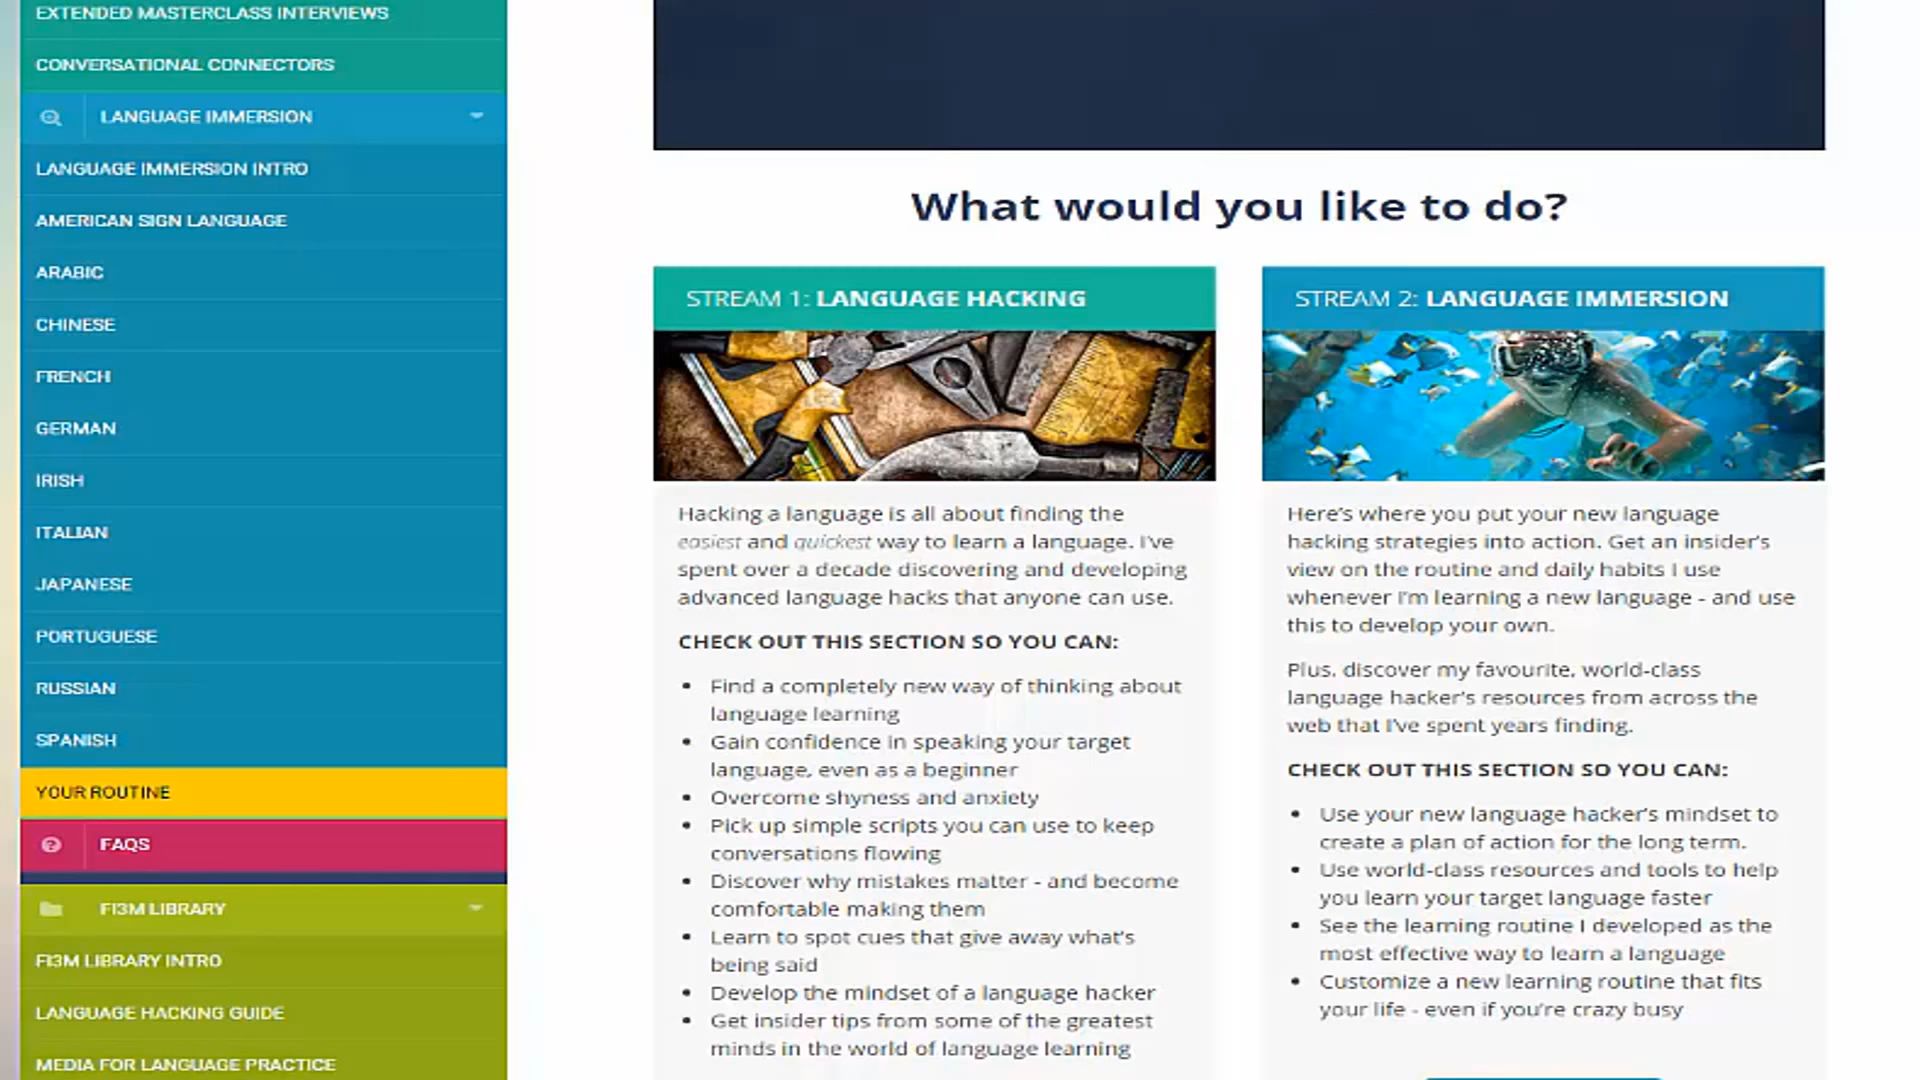 EXTENDED MASTERCLASS INTERVIEWS
CONVERSATIONAL CONNECTORS
LANGUAGE IMMERSION
LANGUAGE IMMERSION INTRO
AMERICAN SIGN LANGUAGE
ARABIC
CHINESE
FRENCH
GERMAN
IRISH
ITALIAN
JAPANESE
PORTUGUESE
RUSSIAN
SPANISH
YOUR ROUTINE
FAQS
FI3M LIBRARY
FI3M LIBRARY INTRO
LANGUAGE HACKING GUIDE
MEDIA FOR LANGUAGE PRACTICE
What would you like to do?
STREAM 1: LANGUAGE HACKING
Hacking a language is all about finding the
easiest and quickest way to learn a language. I've
spent over a decade discovering and developing
advanced language hacks that anyone can use.
CHECK OUT THIS SECTION SO YOU CAN:
• Find a completely new way of thinking about
language learning
• Gain confidence in speaking your target
language, even as a beginner
• Overcome shyness and anxiety
• Pick up simple scripts you can use to keep
conversations flowing
• Discover why mistakes matter - and become
comfortable making them
• Learn to spot cues that give away what's
being said
• Develop the mindset of a language hacker
• Get insider tips from some of the greatest
minds in the world of language learning
STREAM 2: LANGUAGE IMMERSION
Here's where you put your new language
hacking strategies into action. Get an insider's
view on the routine and daily habits I use
whenever I'm learning a new language - and use
this to develop your own.
Plus, discover my favourite, world-class
language hacker's resources from across the
web that I've spent years finding.
CHECK OUT THIS SECTION SO YOU CAN:
• Use your new language hacker's mindset to
create a plan of action for the long term.
• Use world-class resources and tools to help
you learn your target language faster
• See the learning routine I developed as the
most effective way to learn a language
• Customize a new learning routine that fits
your life - even if you're crazy busy